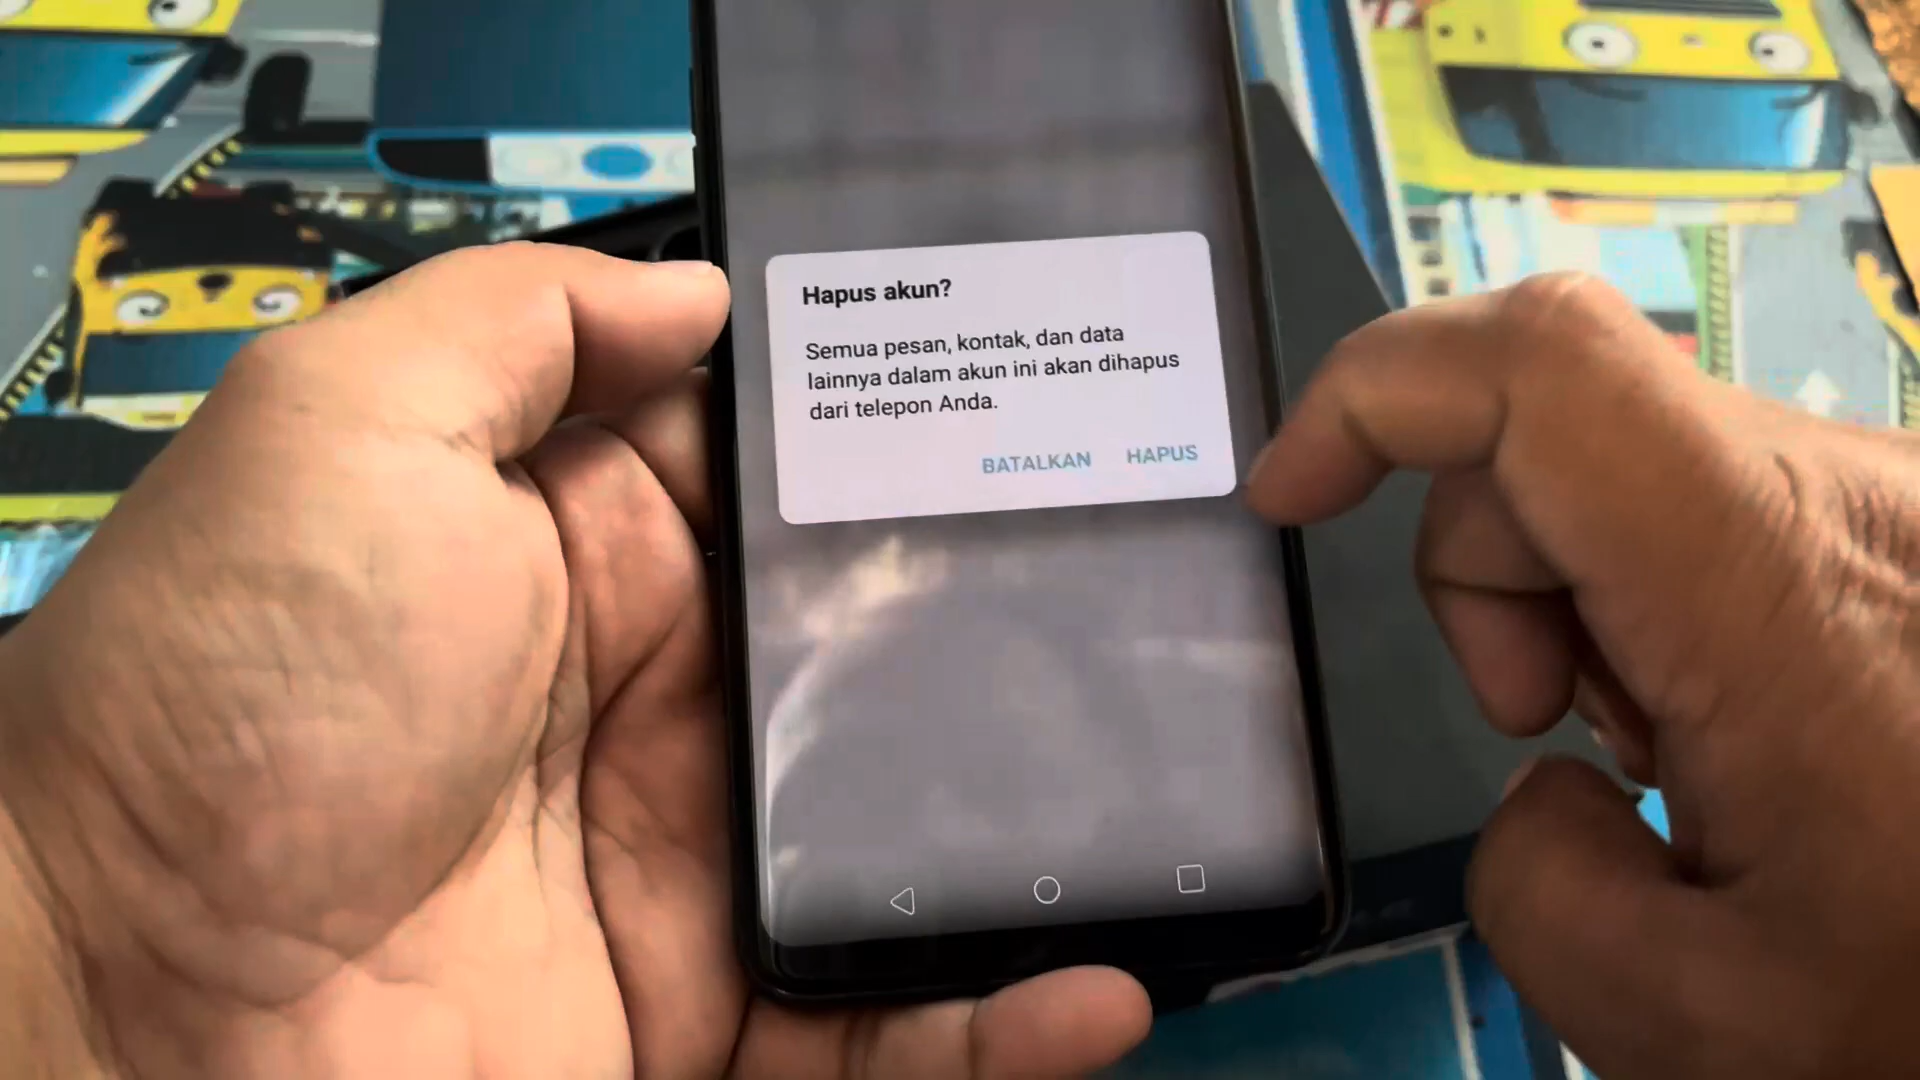 Hapus akun?
Semua pesan, kontak, dan data
lainnya dalam akun ini akan dihapus
dari telepon Anda.
BATALKAN HAPUS